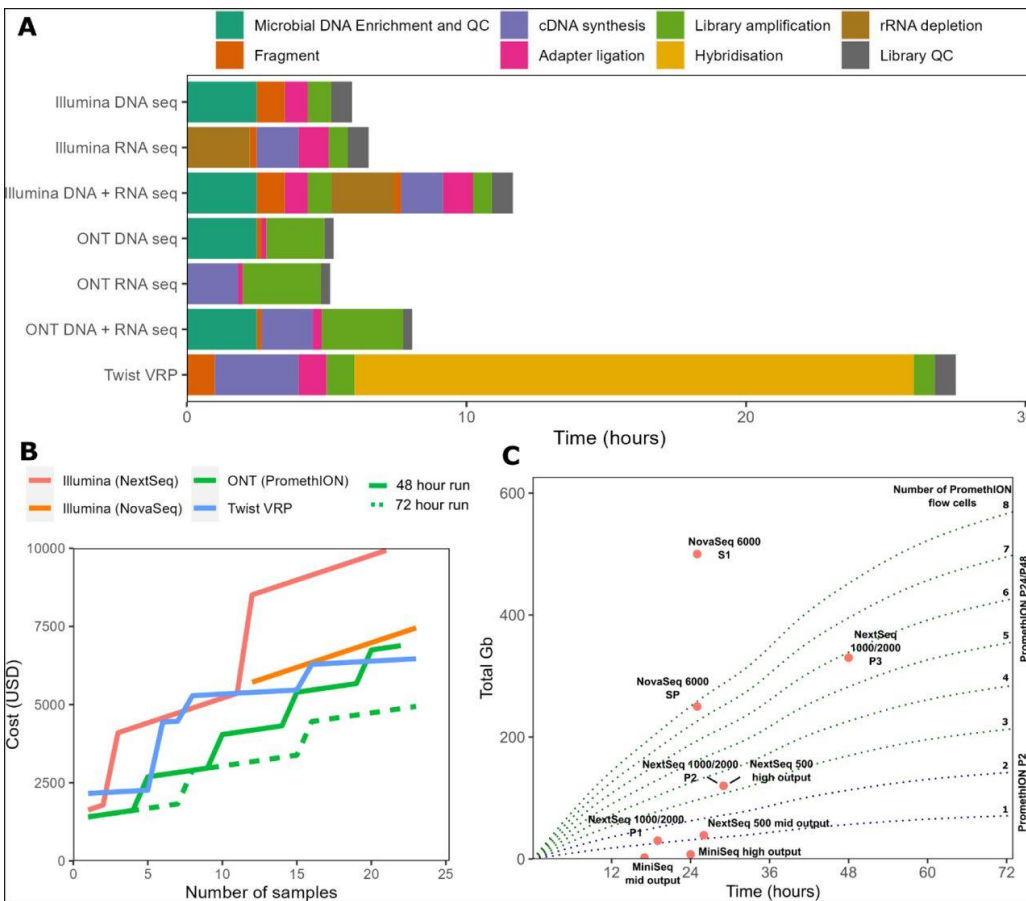 A
Microbial DNA Enrichment and QC
cDNA synthesis
Library amplification
rRNA depletion
Fragment
Adapter ligation
Hybridisation
Library QC
Illumina DNA seq
Illumina RNA seq
Illumina DNA + RNA seq
ONT DNA seq
ONT RNA seq
ONT DNA + RNA seq
Twist VRP
0
10
20
3
Time (hours)
B
Illumina (NextSeq)
ONT (PromethION)
48 hour run
Illumina (NovaSeq)
Twist VRP
72 hour run
10000
7500
5000
2500
0
Cost (USD)
0
5
10
15
20
25
Number of samples
C
600
400
200
0
Total Gb
Number of PromethION
flow cells
8
7
6
5
4
3
2
1
PromethION P24/P48
PromethION P2
NovaSeq 6000
S1
NextSeq
1000/2000
P3
NovaSeq 6000
SP
NextSeq 1000/2000
P2
NextSeq 500
high output
NextSeq 1000/2000
P1
NextSeq 500 mid output
MiniSeq high output
MiniSeq
mid output
12
24
36
48
60
72
Time (hours)